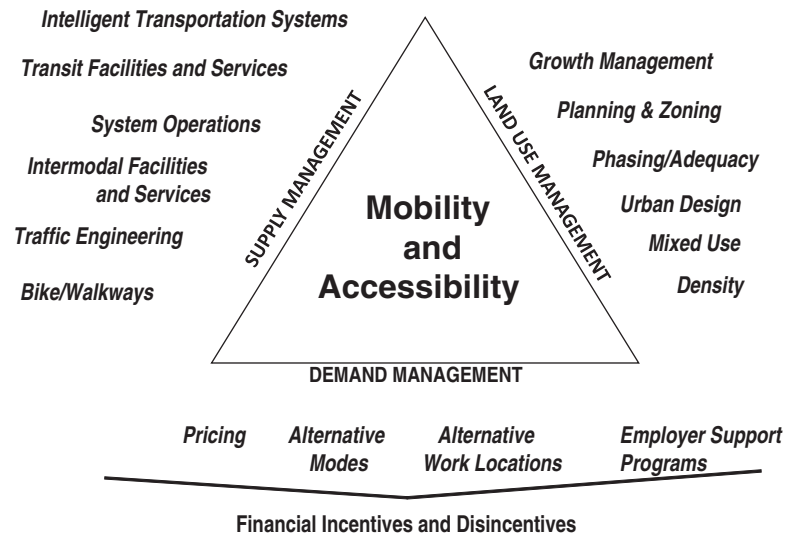 Intelligent Transportation Systems
Transit Facilities and Services
System Operations
Intermodal Facilities
and Services
Traffic Engineering
Bike/Walkways
SUPPLY MANAGEMENT
LAND USE MANAGEMENT
Growth Management
Planning & Zoning
Phasing/Adequacy
Urban Design
Mixed Use
Density
Mobility
and
Accessibility
DEMAND MANAGEMENT
Pricing
Alternative
Modes
Alternative
Work Locations
Employer Support
Programs
Financial Incentives and Disincentives